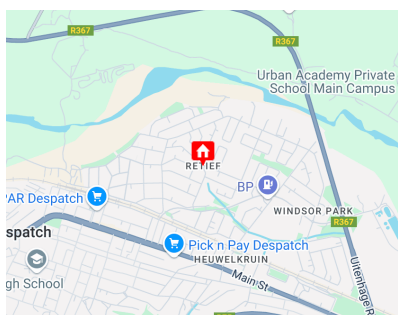 R367
R367
Urban Academy Private
School Main Campus
RETIEF
BP
PAR Despatch
WINDSOR PARK
R367
spatch
Pick n Pay Despatch
HEUWELKRUIN
gh School
Main St
Uitenhage R